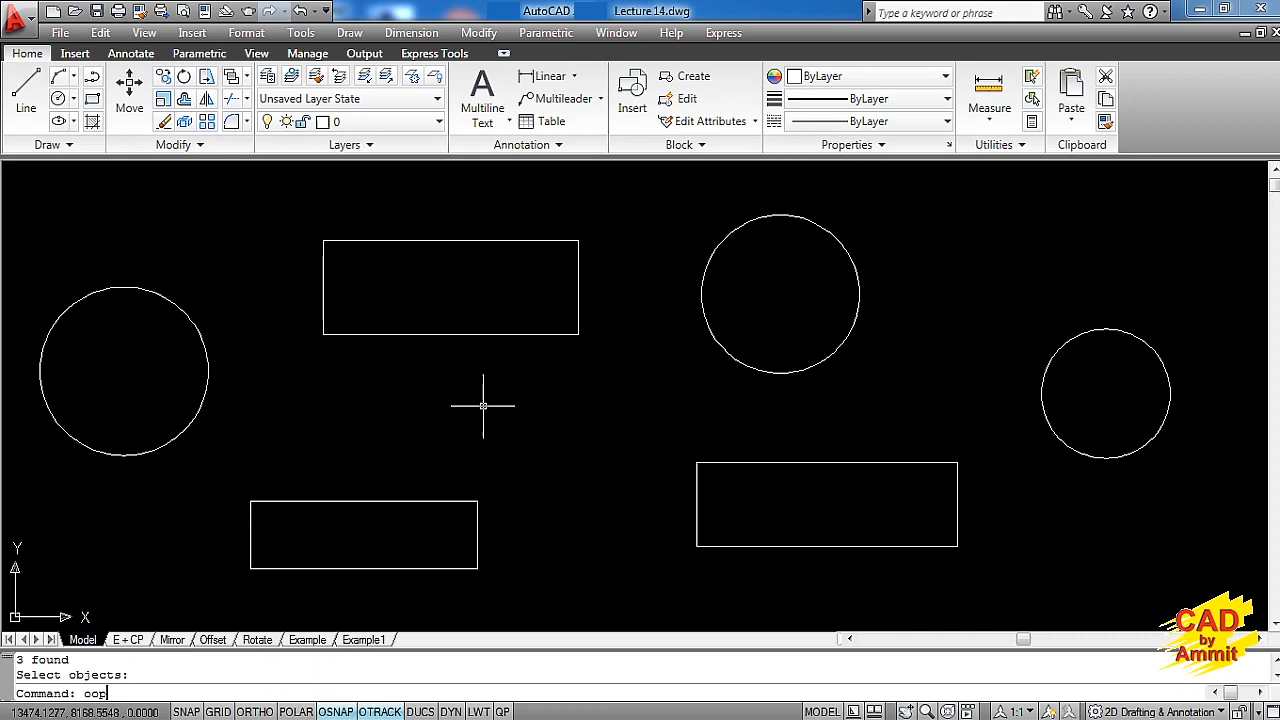 AutoCAD Lecture 14.dwg Type a keyword or phrase
File Edit View Insert Format Tools Draw Dimension Modify Parametric Window Help Express
Home Insert Annotate Parametric View Manage Output Express Tools
Linear Create ByLayer
Unsaved Layer State Multileader Edit ByLayer
Line Move Multiline Text Insert Measure Paste
0 Table Edit Attributes ByLayer
Draw Modify Layers Annotation Block Properties Utilities Clipboard
Y
X
CAD
by
Ammit
Model E + CP Mirror Offset Rotate Example Example1
3 found
Select objects:
Command: oop
13474.1277, 8168.5548, 0.0000 SNAP GRID ORTHO POLAR OSNAP OTRACK DUCS DYN LWT QP MODEL 1:1 2D Drafting & Annotation